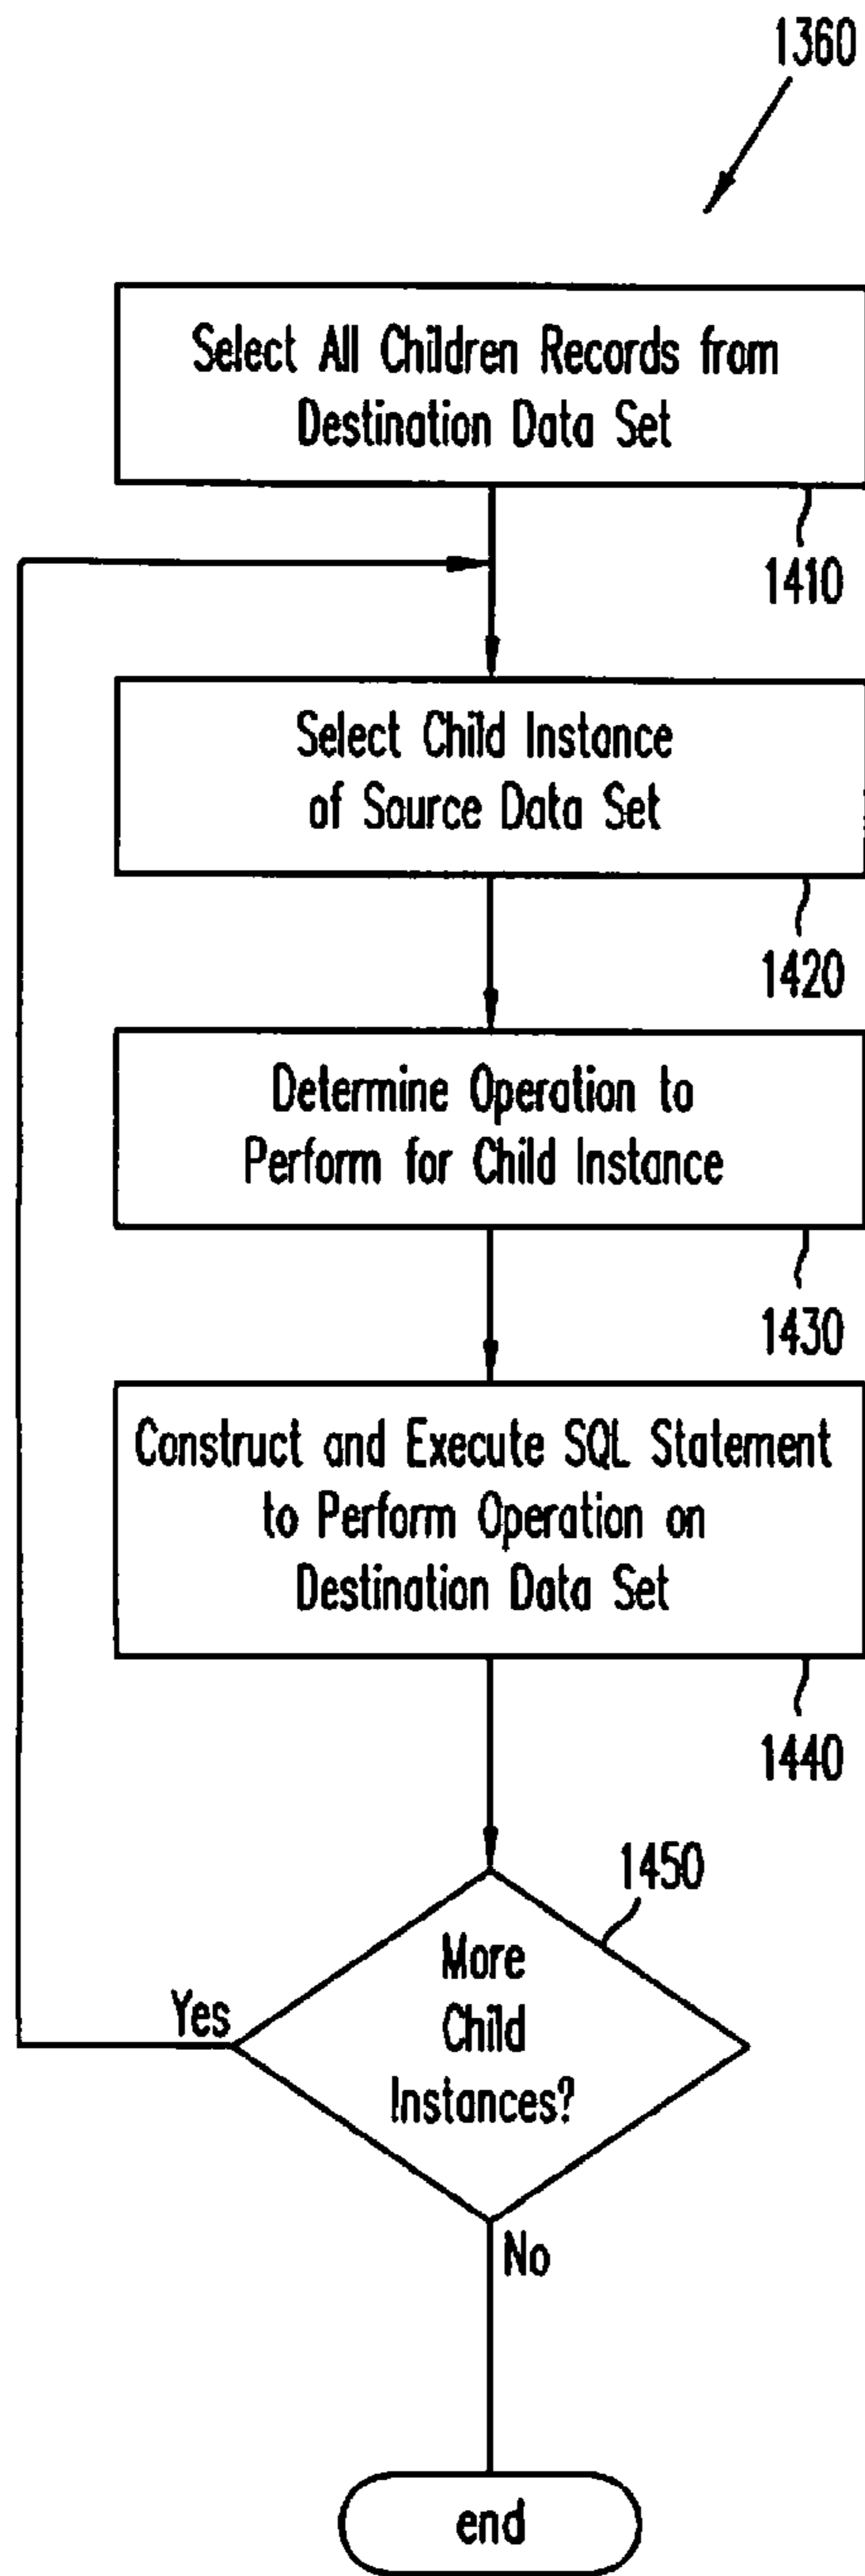 1360
Select All Children Records from
Destination Data Set
1410
Select Child Instance
of Source Data Set
1420
Determine Operation to
Perform for Child Instance
1430
Construct and Execute SQL Statement
to Perform Operation on
Destination Data Set
1440
1450
More
Child
Instances?
Yes
No
end